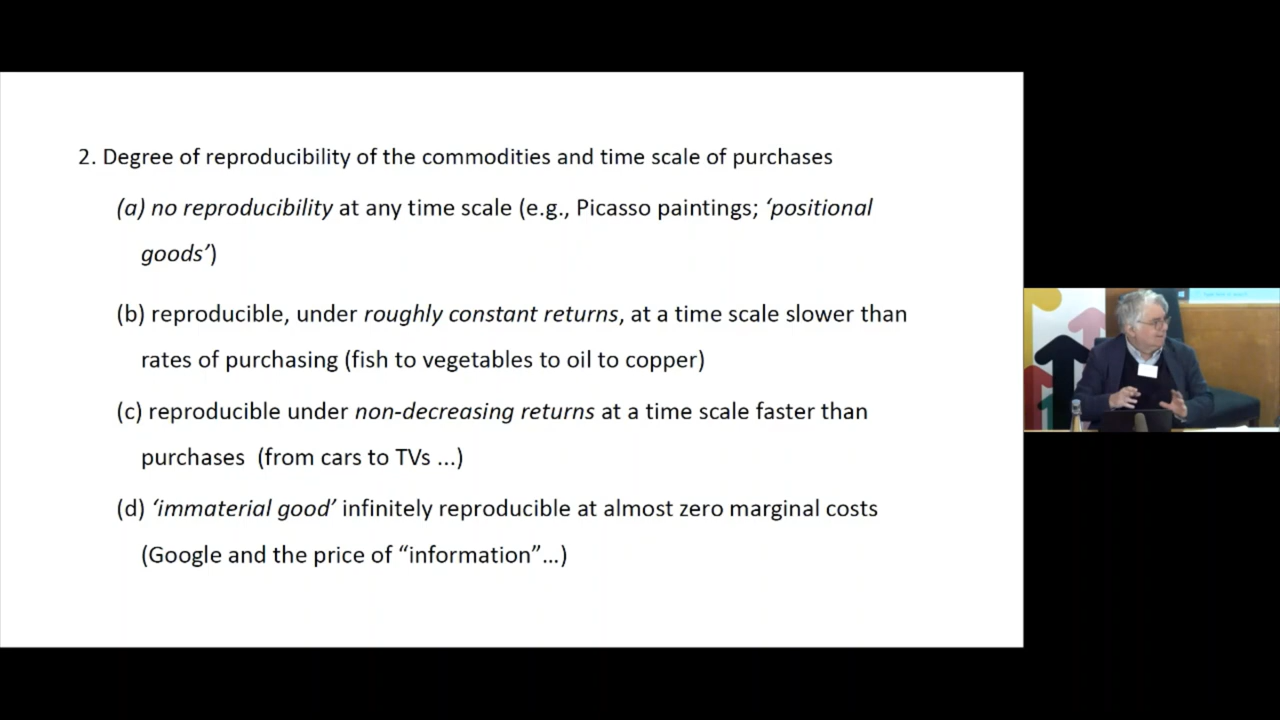 2. Degree of reproducibility of the commodities and time scale of purchases
(a) no reproducibility at any time scale (e.g., Picasso paintings; ‘positional
goods’)
(b) reproducible, under roughly constant returns, at a time scale slower than
rates of purchasing (fish to vegetables to oil to copper)
(c) reproducible under non-decreasing returns at a time scale faster than
purchases  (from cars to TVs ...)
(d) ‘immaterial good’ infinitely reproducible at almost zero marginal costs
(Google and the price of “information”…)